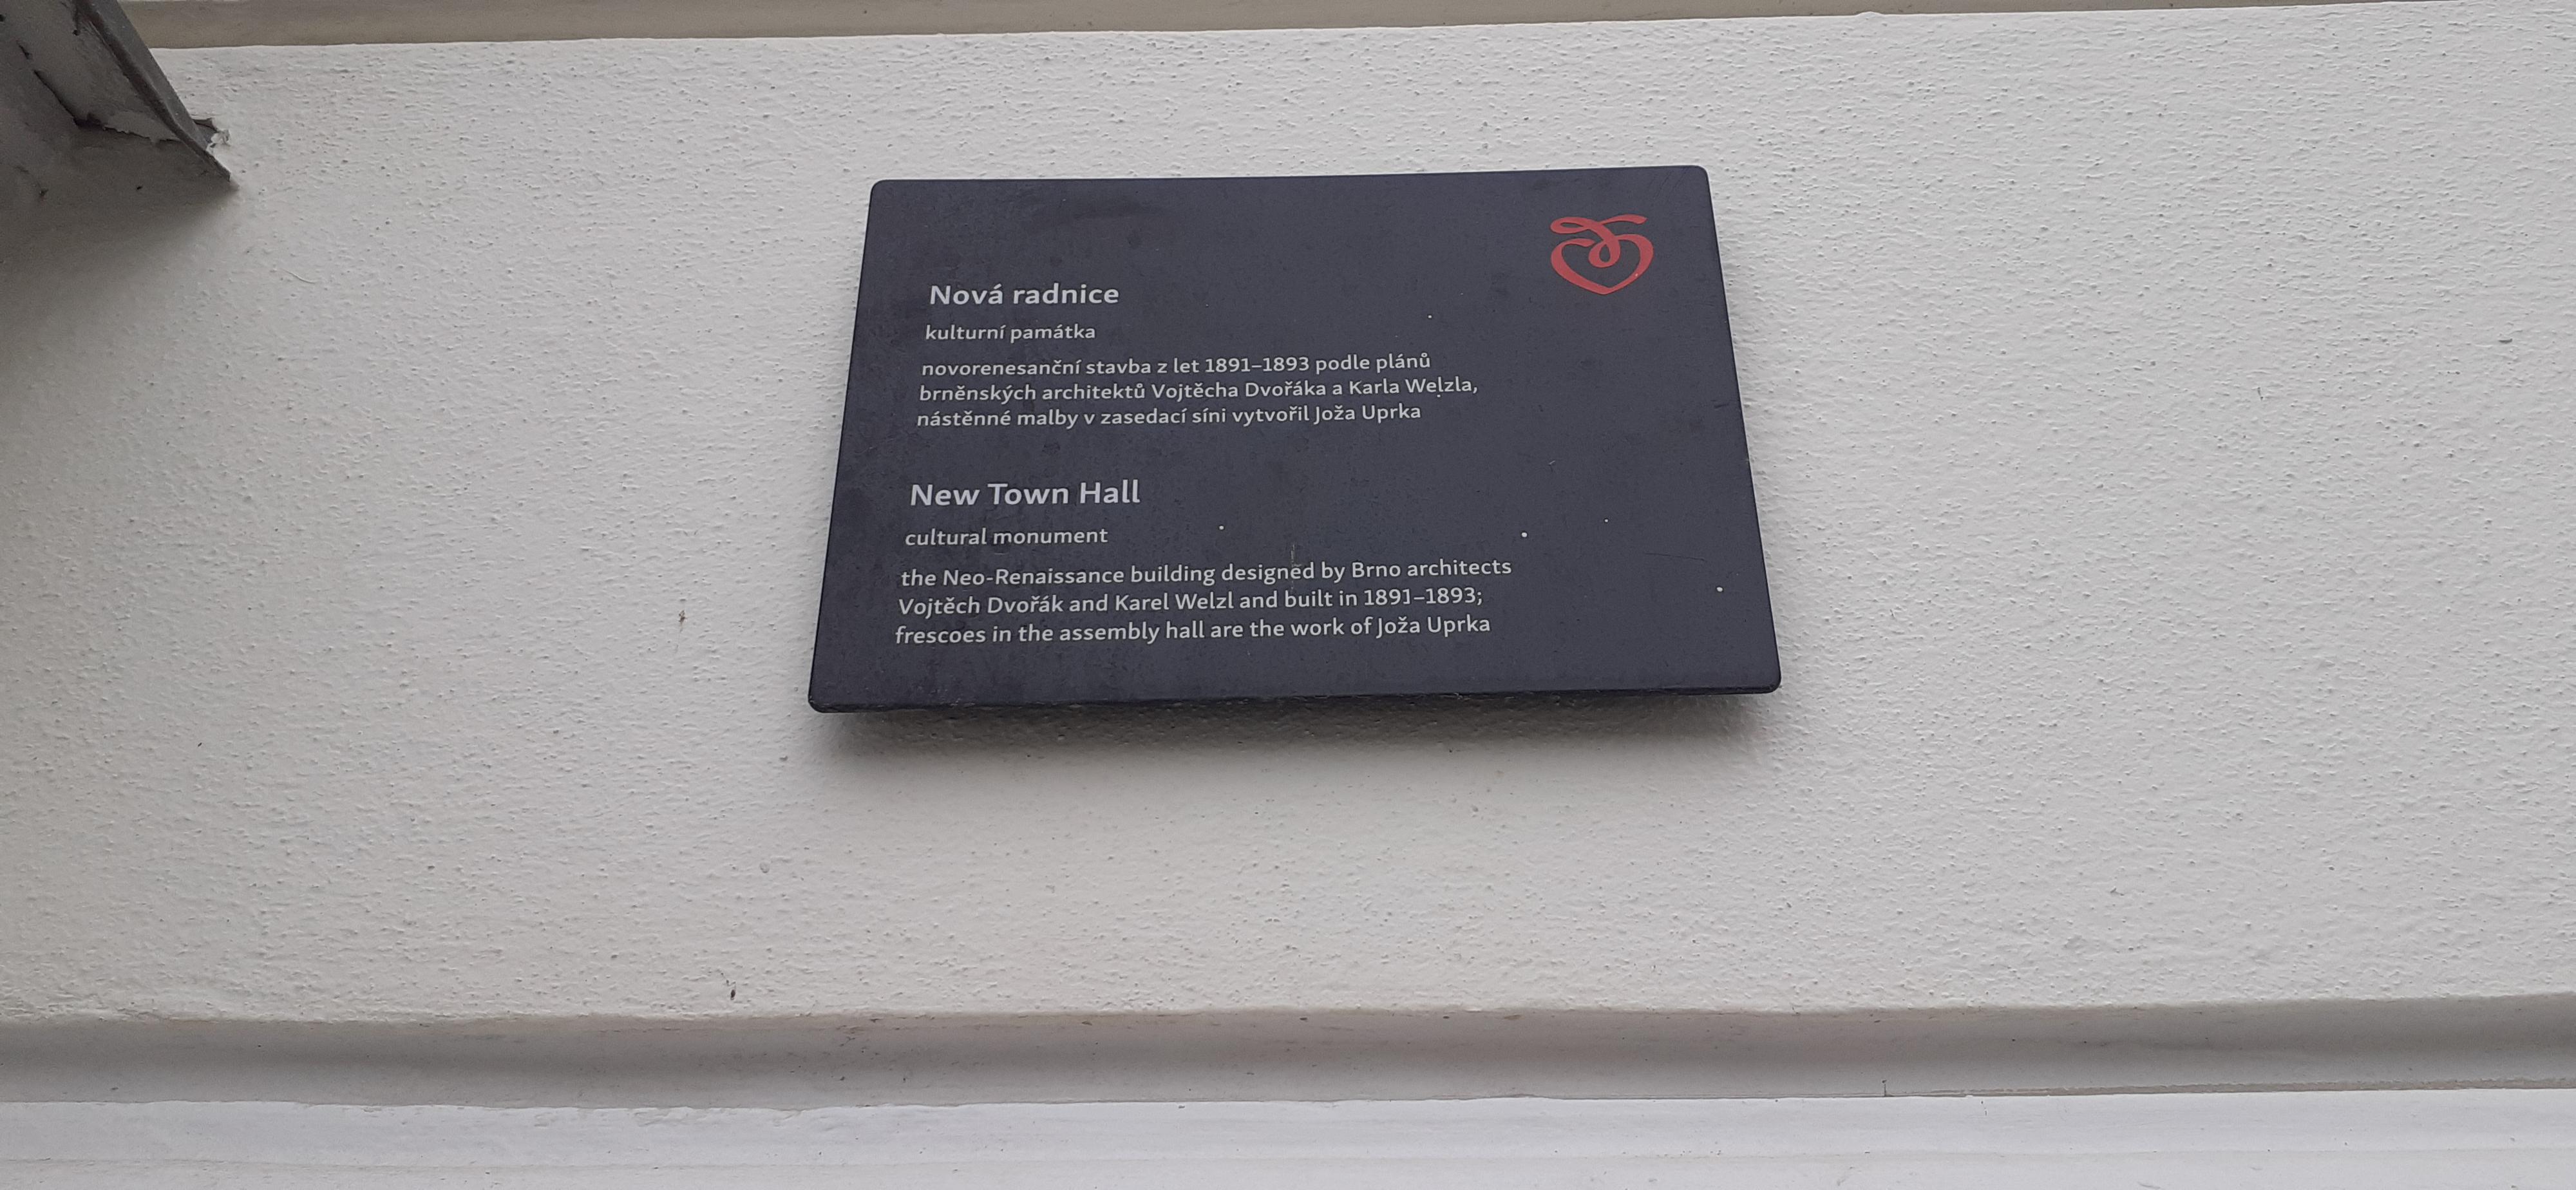 Nová radnice
kulturní památka
novorenesanční stavba z let 1891–1893 podle plánů
brněnských architektů Vojtěcha Dvořáka a Karla Welzla,
nástěnné malby v zasedací síni vytvořil Joža Uprka
New Town Hall
cultural monument
the Neo-Renaissance building designed by Brno architects
Vojtěch Dvořák and Karel Welzl and built in 1891–1893;
frescoes in the assembly hall are the work of Joža Uprka